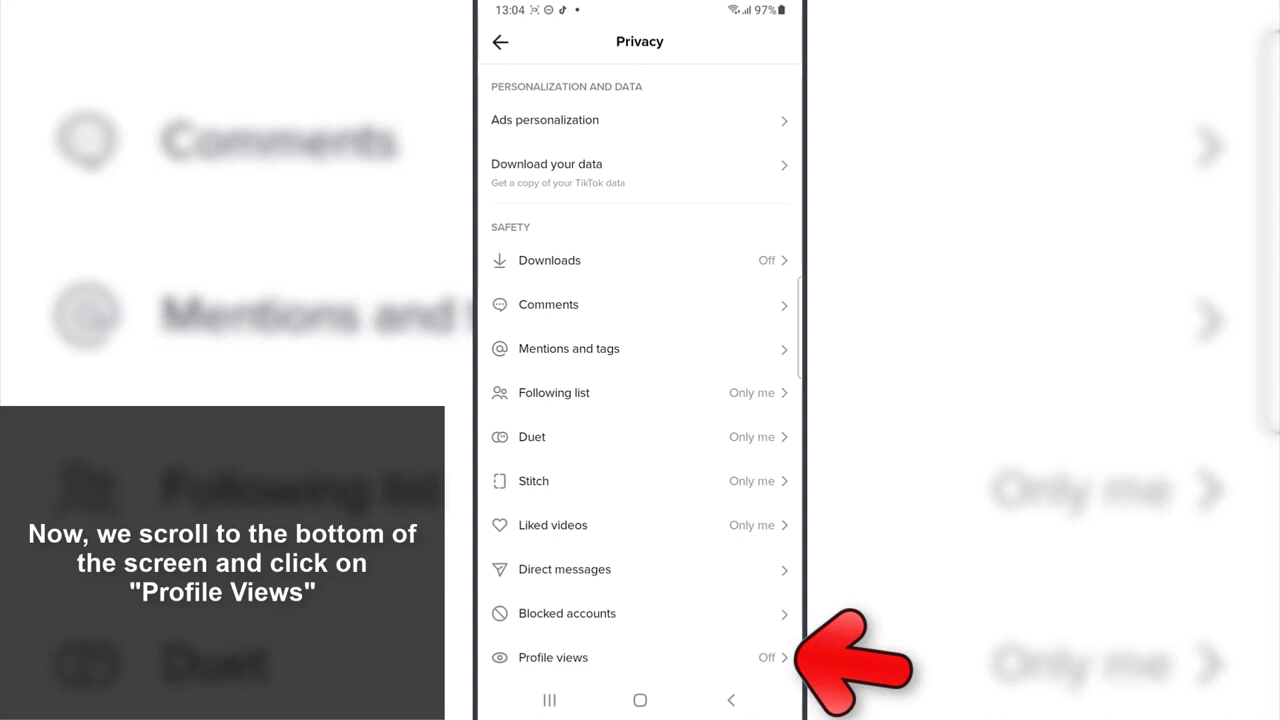 13:04
97%
Privacy
PERSONALIZATION AND DATA
Ads personalization
Download your data
Get a copy of your TikTok data
SAFETY
Downloads Off
Comments
Mentions and tags
Following list Only me
Duet Only me
Stitch Only me
Liked videos Only me
Direct messages
Blocked accounts
Profile views Off
Comments
Mentions and
Following list
Only me
Duet
Only me
Now, we scroll to the bottom of
the screen and click on
"Profile Views"